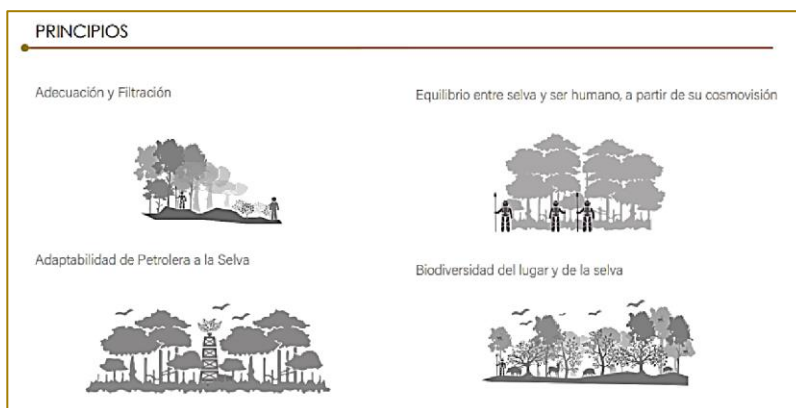 PRINCIPIOS
Adecuación y Filtración
Equilibrio entre selva y ser humano, a partir de su cosmovisión
Adaptabilidad de Petrolera a la Selva
Biodiversidad del lugar y de la selva